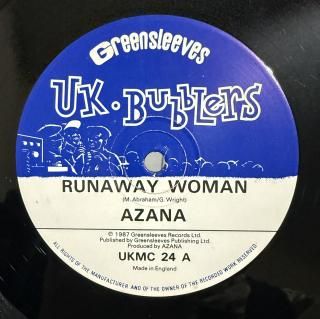 Greensleeves
UK·BUBBLERS
RUNAWAY WOMAN
(M. Abraham/G. Wright)
AZANA
℗ 1987 Greensleeves Records Ltd.
Published by Greensleeves Publishing Ltd.
Produced by AZANA
UKMC 24 A
Made in England
ALL RIGHTS OF THE MANUFACTURER AND OF THE OWNER OF THE RECORDED WORK RESERVED.